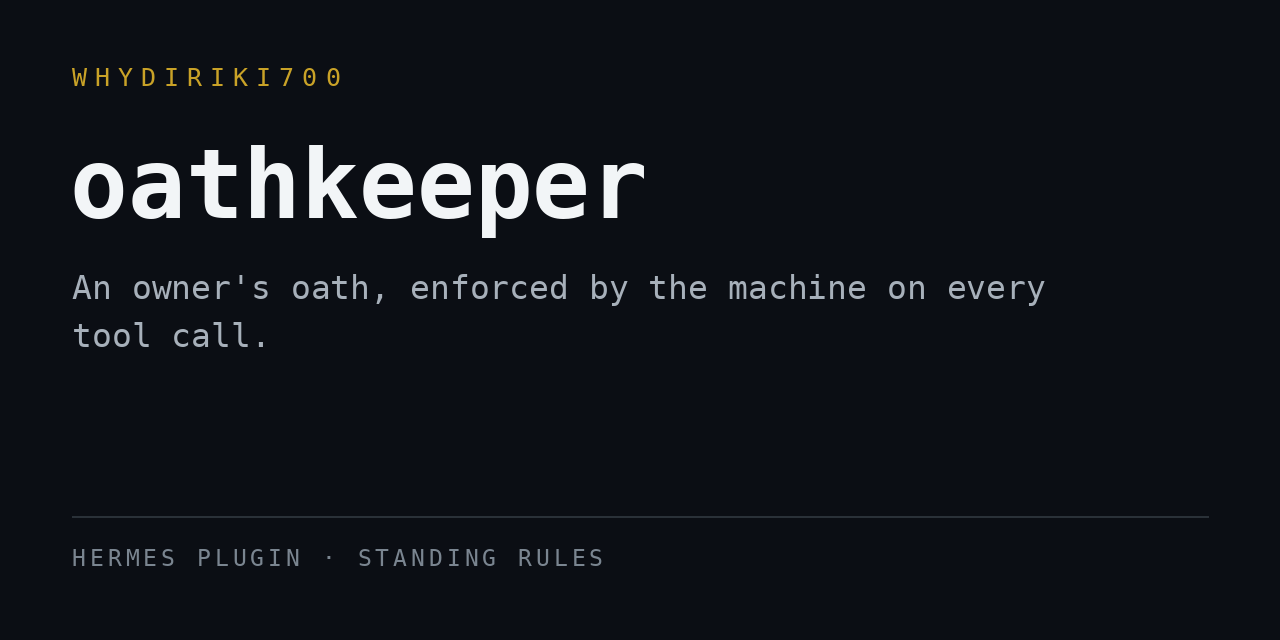 WHYDIRIKI700
oathkeeper
An owner's oath, enforced by the machine on every
tool call.
HERMES PLUGIN · STANDING RULES